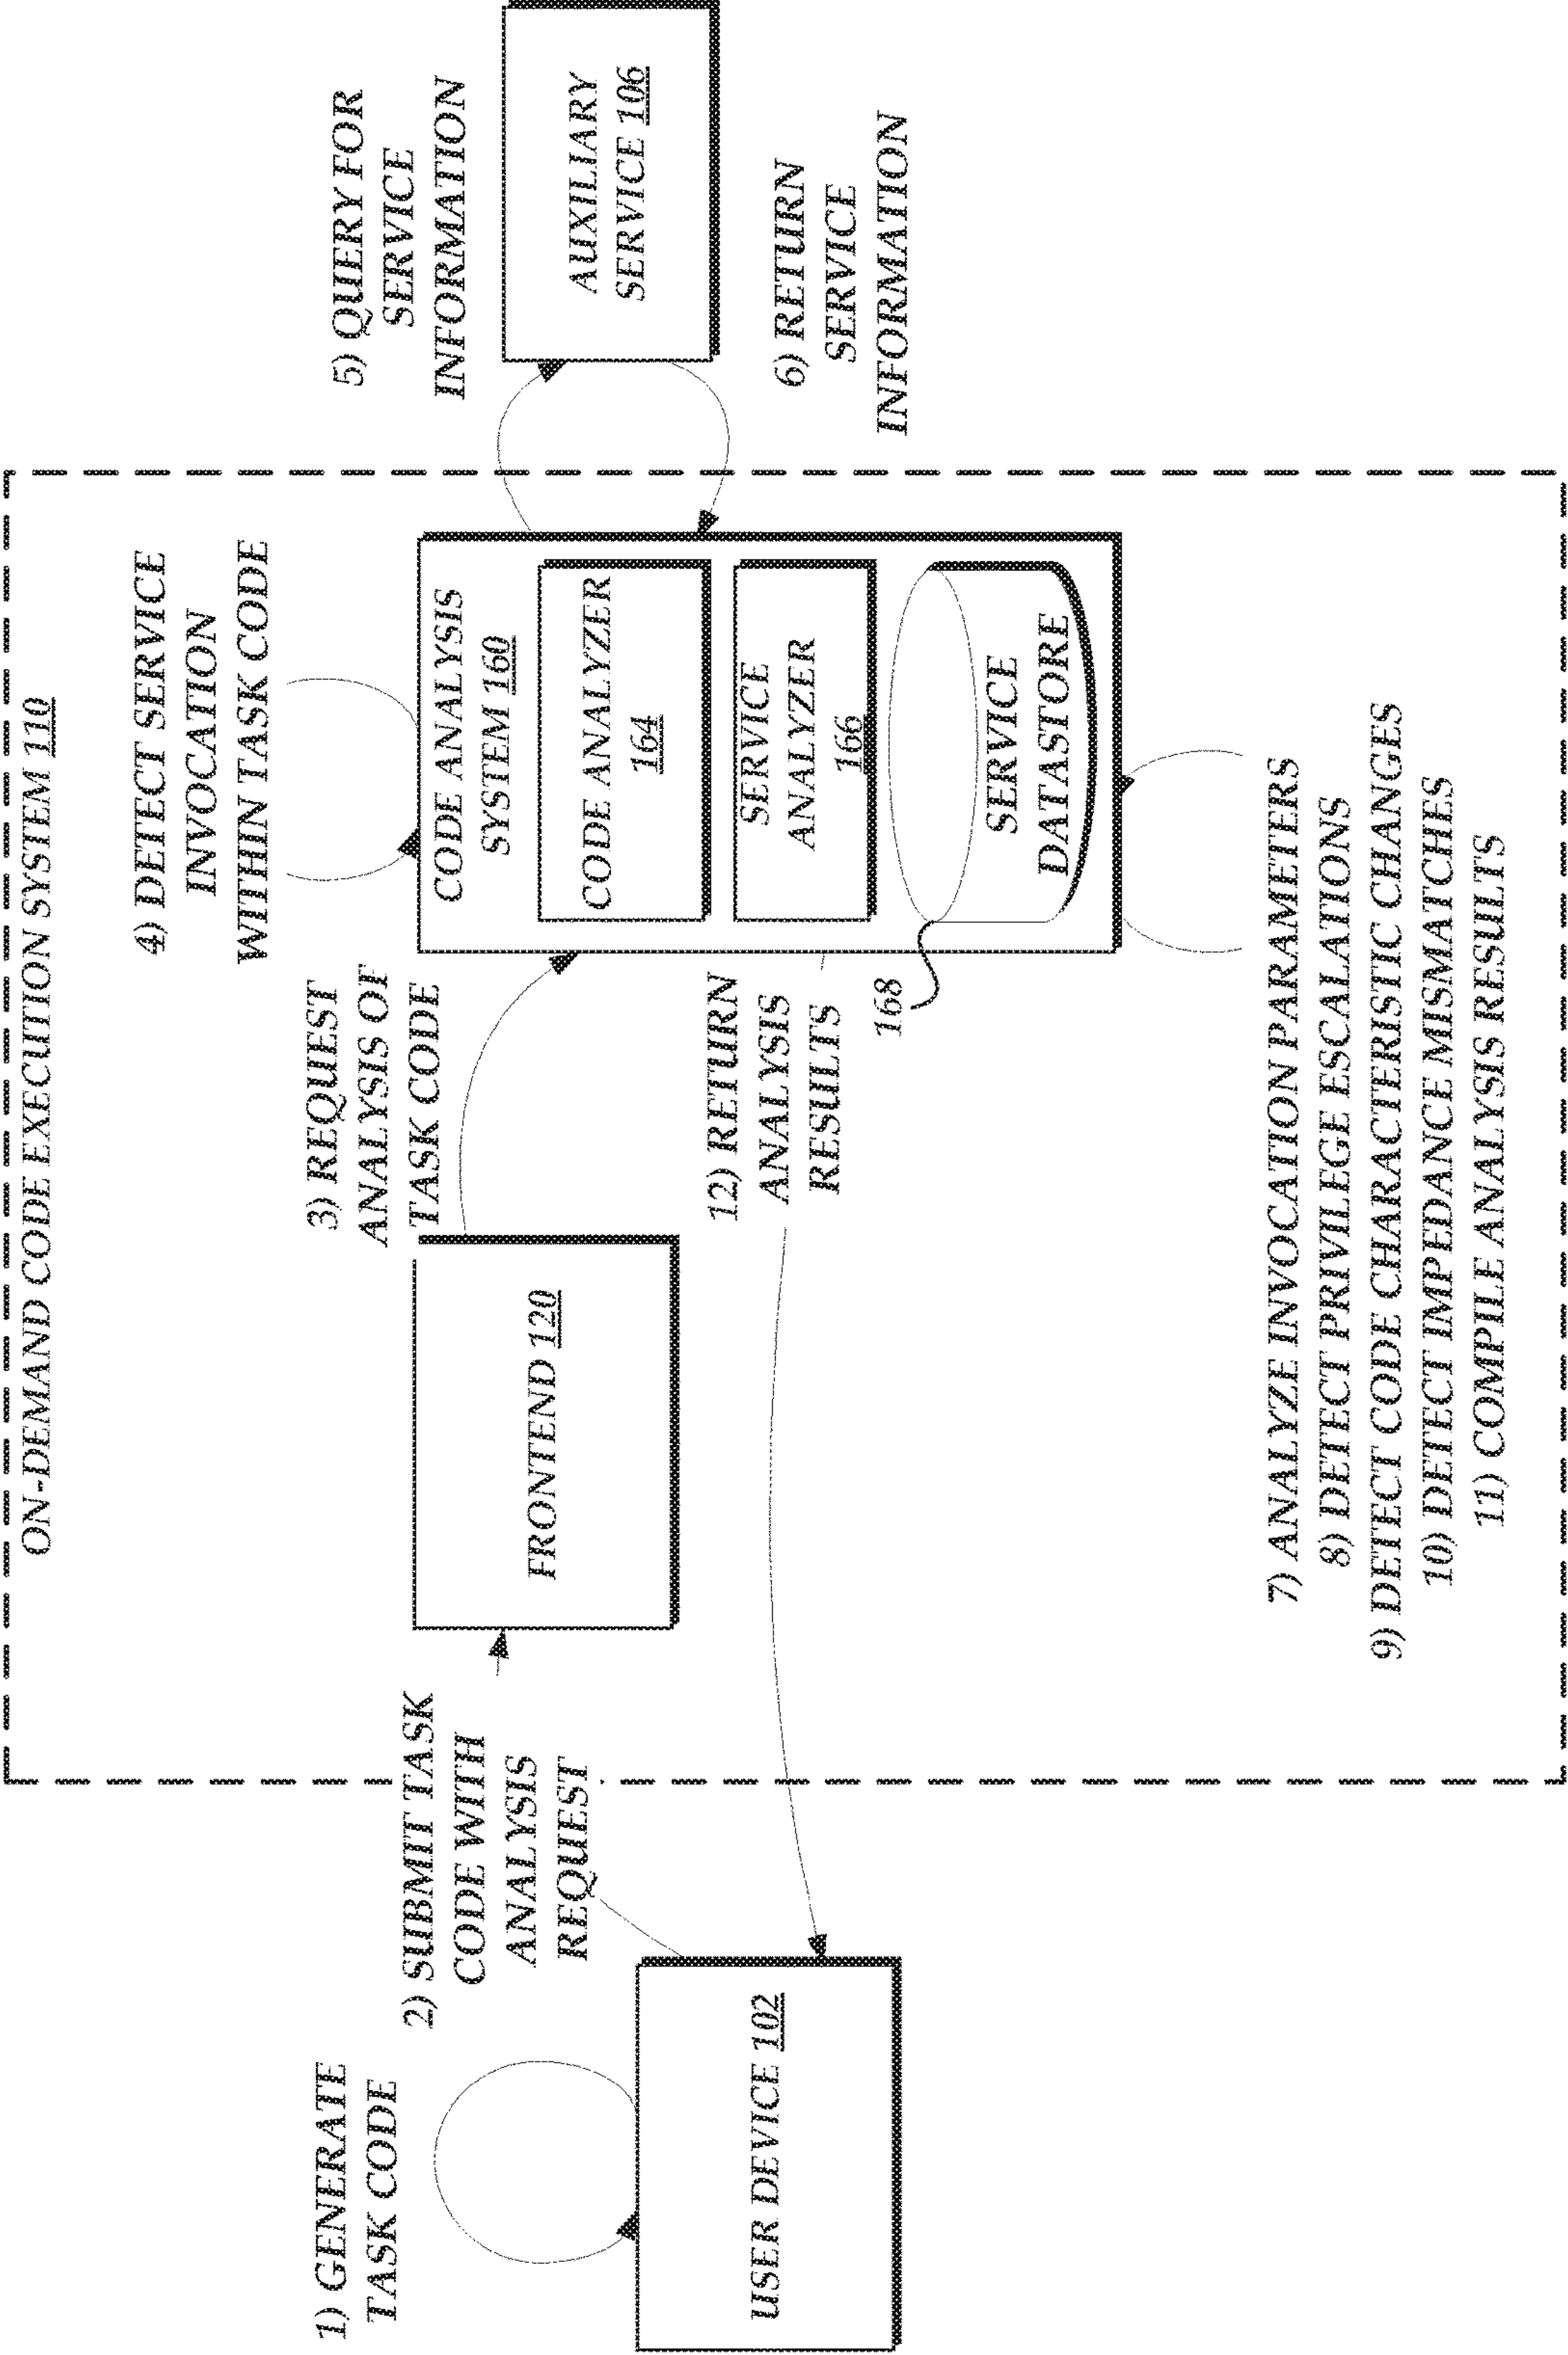 ON-DEMAND CODE EXECUTION SYSTEM 110
1) GENERATE
TASK CODE
2) SUBMIT TASK
CODE WITH
ANALYSIS
REQUEST
USER DEVICE 102
FRONTEND 120
3) REQUEST
ANALYSIS OF
TASK CODE
4) DETECT SERVICE
INVOCATION
WITHIN TASK CODE
CODE ANALYSIS
SYSTEM 160
CODE ANALYZER
164
SERVICE
ANALYZER
166
SERVICE
DATASTORE
168
5) QUERY FOR
SERVICE
INFORMATION
AUXILIARY
SERVICE 106
6) RETURN
SERVICE
INFORMATION
7) ANALYZE INVOCATION PARAMETERS
8) DETECT PRIVILEGE ESCALATIONS
9) DETECT CODE CHARACTERISTIC CHANGES
10) DETECT IMPEDANCE MISMATCHES
11) COMPILE ANALYSIS RESULTS
12) RETURN
ANALYSIS
RESULTS